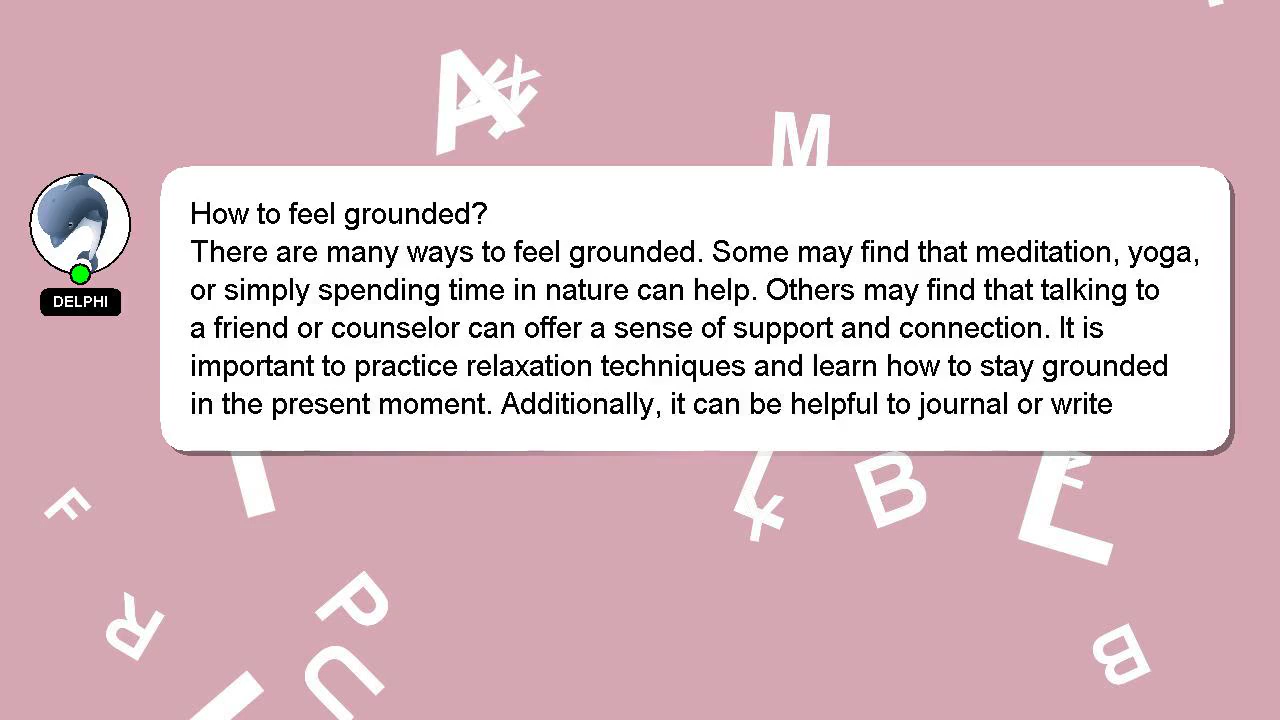 A
M
How to feel grounded?
There are many ways to feel grounded. Some may find that meditation, yoga,
or simply spending time in nature can help. Others may find that talking to
a friend or counselor can offer a sense of support and connection. It is
important to practice relaxation techniques and learn how to stay grounded
in the present moment. Additionally, it can be helpful to journal or write
DELPHI
F
B
L
P
R
U
B